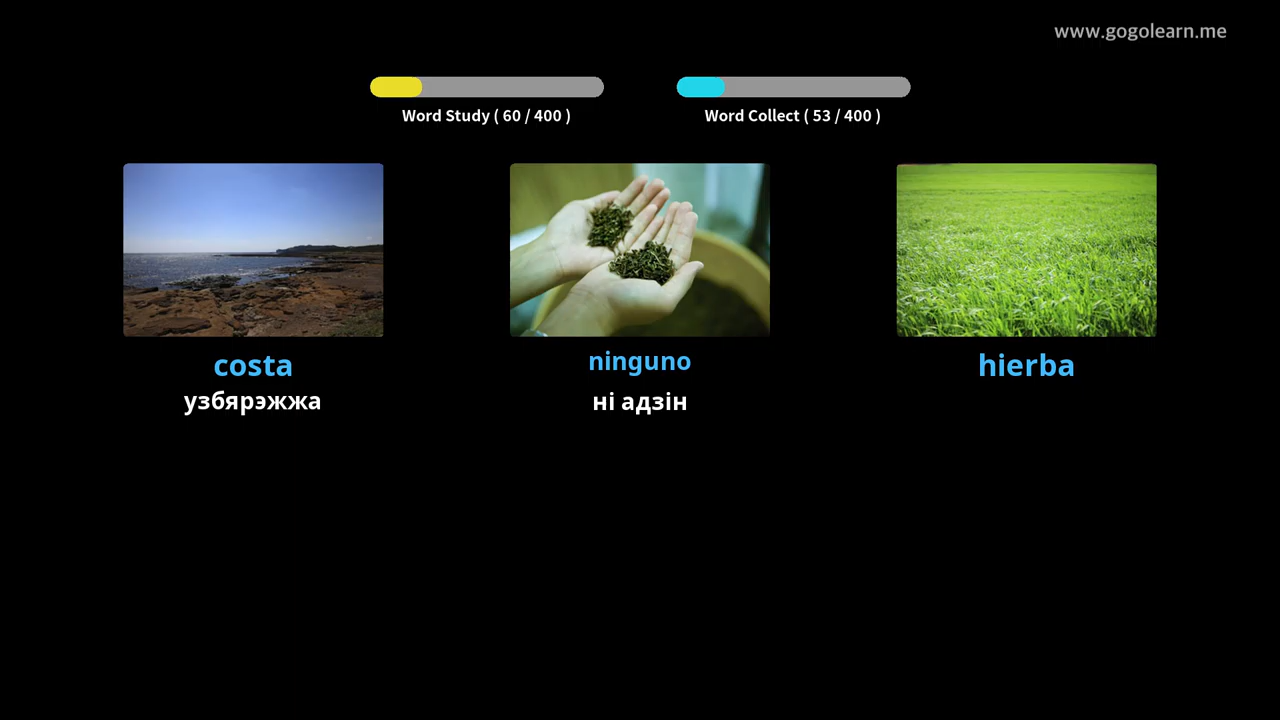 www.gogolearn.me
Word Study ( 60 / 400 )
Word Collect ( 53 / 400 )
costa
узбярэжжа
ninguno
ні адзін
hierba